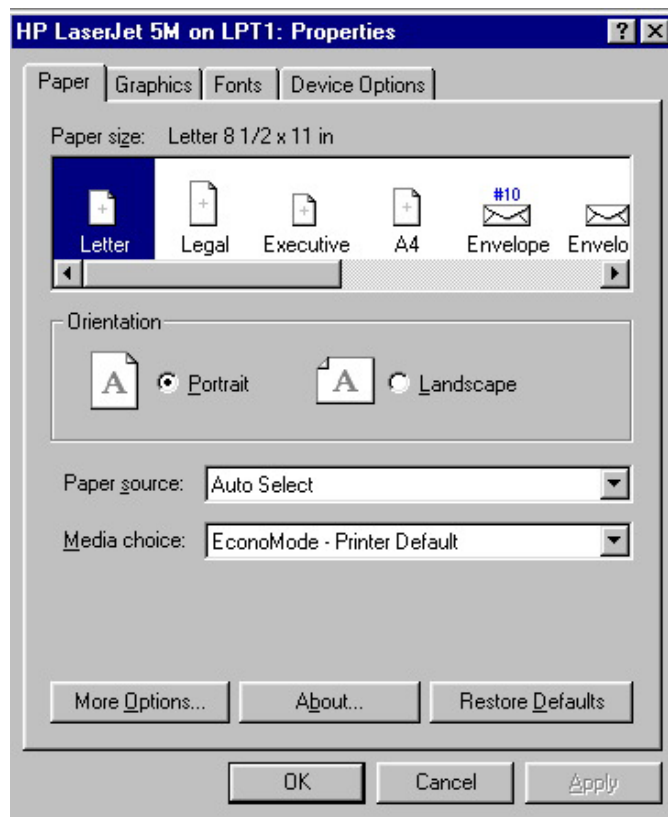 HP LaserJet 5M on LPT1: Properties
Paper Graphics Fonts Device Options
Paper size: Letter 8 1/2 x 11 in
#10
Letter Legal Executive A4 Envelope Envelo
Orientation
A Portrait A Landscape
Paper source: Auto Select
Media choice: EconoMode - Printer Default
More Options... About... Restore Defaults
OK Cancel Apply